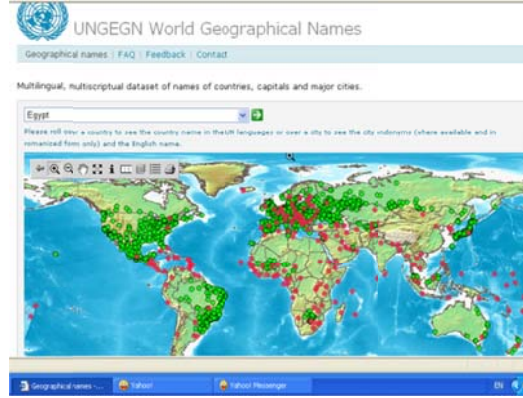 UNGEGN World Geographical Names
Geographical names | FAQ | Feedback | Contact
Multilingual, multiscriptual dataset of names of countries, capitals and major cities.
Egypt
Please roll over a country to see the country name in the UN languages or over a city to see the city endonyms (where available and in
romanized form only) and the English name.
Geographical names -... Yahoo! Yahoo! Messenger EN